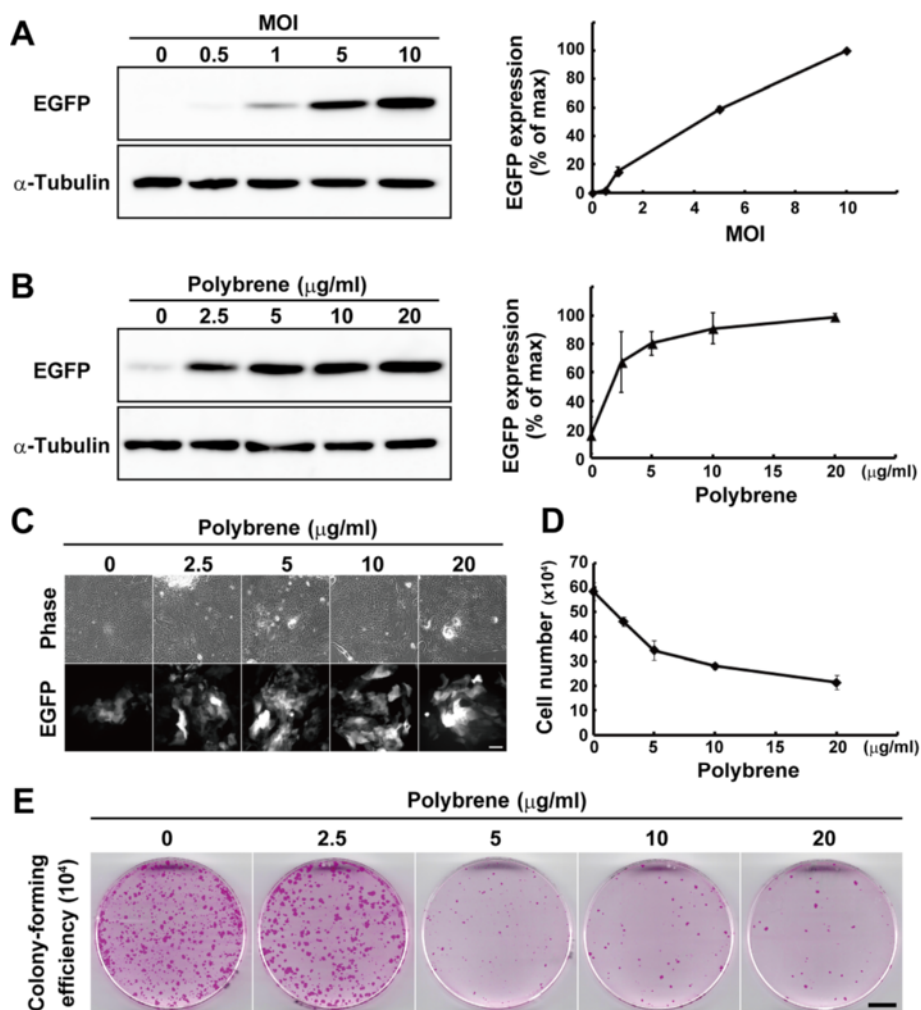 A
MOI
0 0.5 1 5 10
EGFP
α-Tubulin
EGFP expression
(% of max)
100
80
60
40
20
0
0 2 4 6 8 10
MOI
B
Polybrene (μg/ml)
0 2.5 5 10 20
EGFP
α-Tubulin
EGFP expression
(% of max)
100
80
60
40
20
0
0 5 10 15 20 (μg/ml)
Polybrene
C
Polybrene (μg/ml)
0 2.5 5 10 20
Phase
EGFP
D
Cell number (x10⁴)
70
60
50
40
30
20
10
0
0 5 10 15 20 (μg/ml)
Polybrene
E
Polybrene (μg/ml)
0 2.5 5 10 20
Colony-forming
efficiency (10⁴)